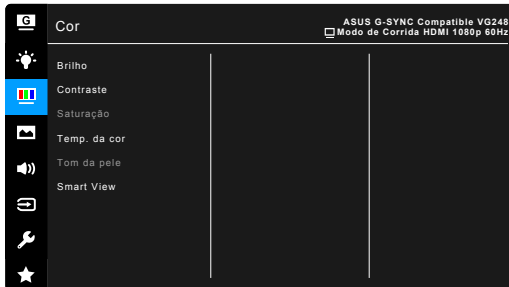 G
Cor
ASUS G-SYNC Compatible VG248
Modo de Corrida HDMI 1080p 60Hz
Brilho
Contraste
Saturação
Temp. da cor
Tom da pele
Smart View